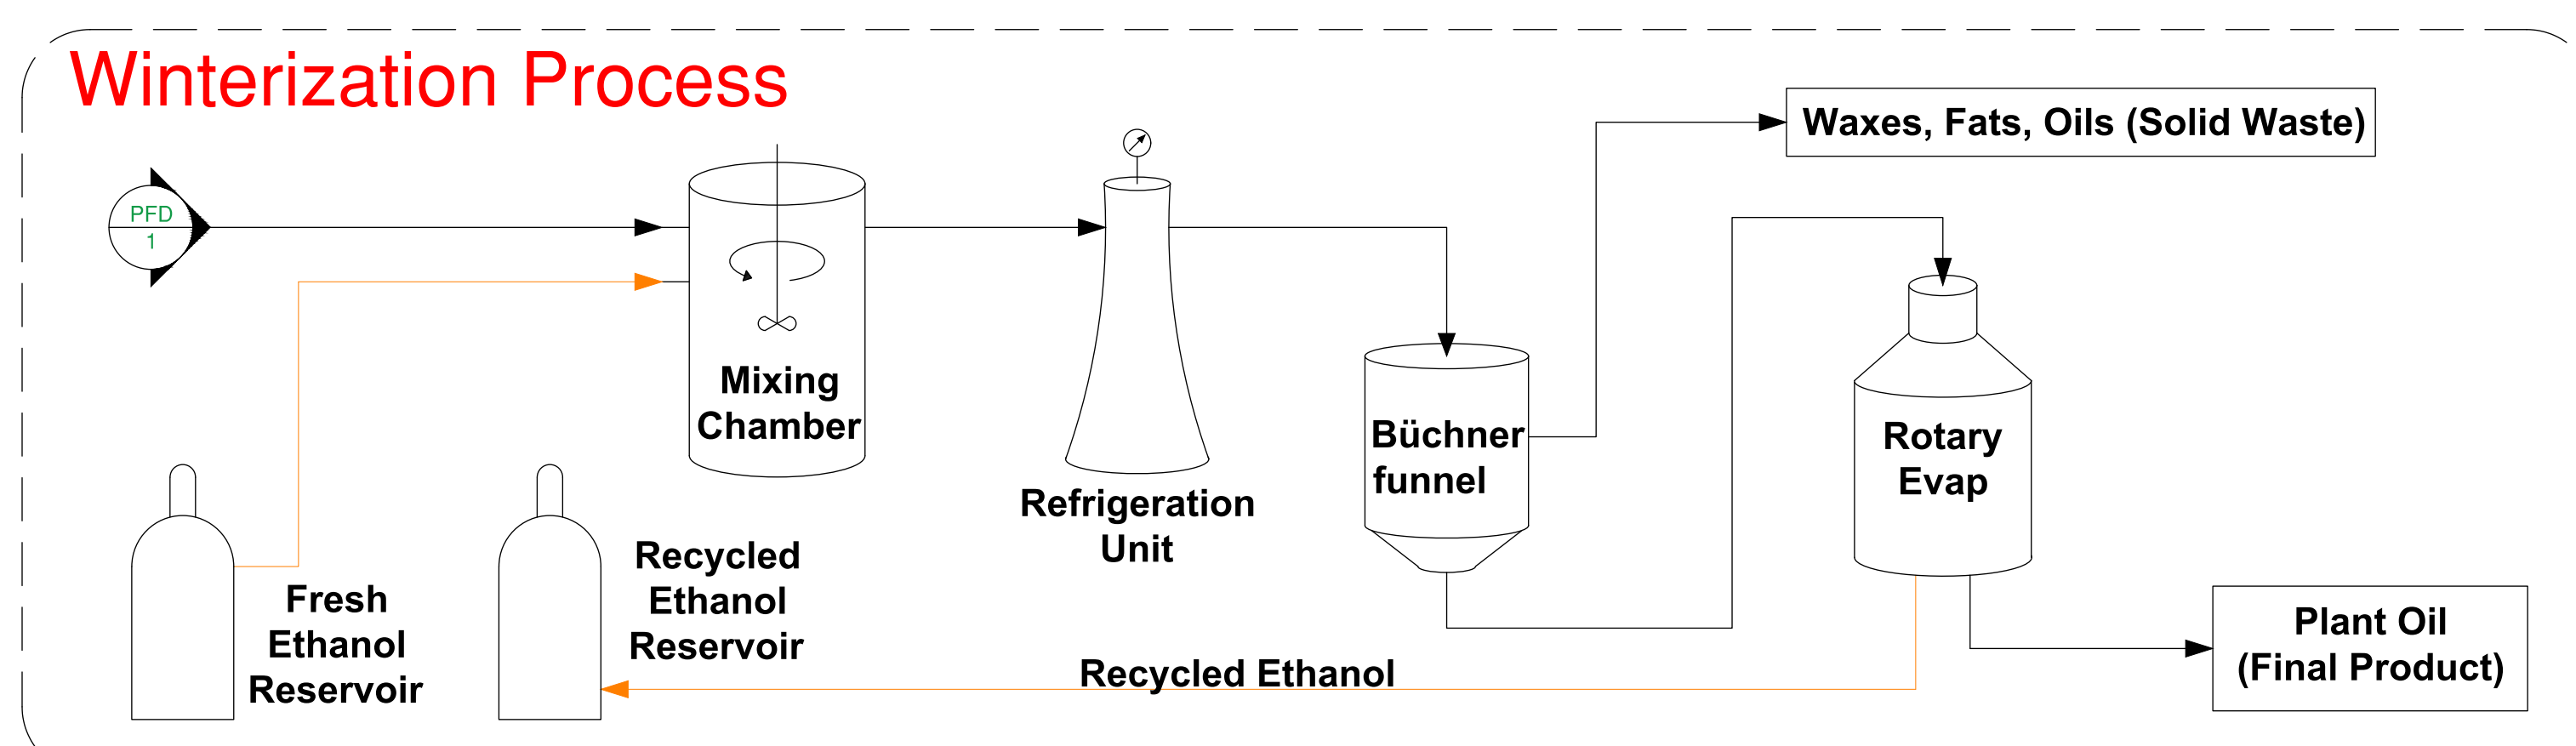 Winterization Process
Waxes, Fats, Oils (Solid Waste)
PFD
1
Mixing
Chamber
Büchner
funnel
Rotary
Evap
Refrigeration
Unit
Recycled
Ethanol
Reservoir
Fresh
Ethanol
Reservoir
Recycled Ethanol
Plant Oil
(Final Product)